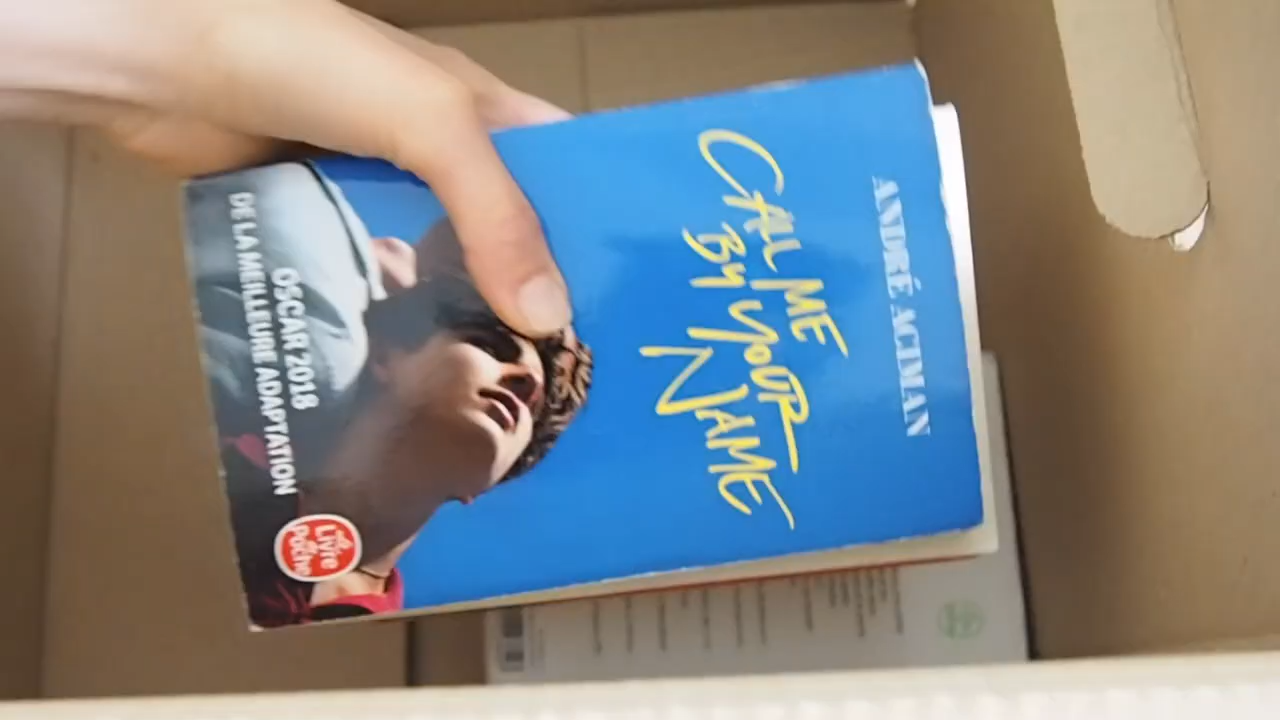 ANDRÉ ACIMAN
CALL ME
BY YOUR
NAME
OSCAR 2018
DE LA MEILLEURE ADAPTATION
Le
Livre
de
Poche